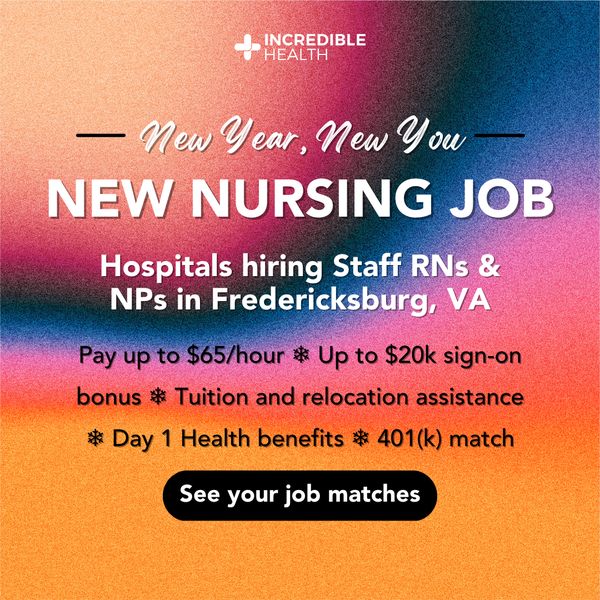 INCREDIBLE
HEALTH
New Year, New You
NEW NURSING JOB
Hospitals hiring Staff RNs &
NPs in Fredericksburg, VA
Pay up to $65/hour ❄ Up to $20k sign-on
bonus ❄ Tuition and relocation assistance
❄ Day 1 Health benefits ❄ 401(k) match
See your job matches